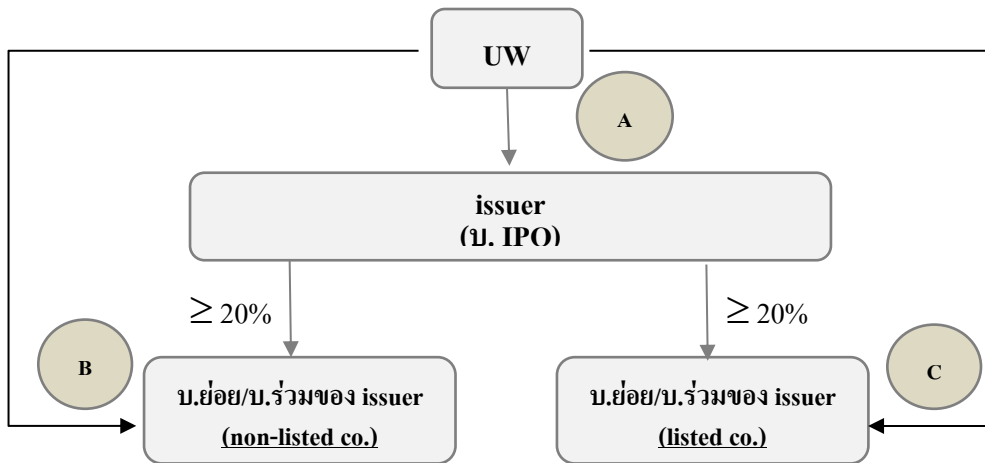 UW
A
issuer
(บ. IPO)
≥ 20%
≥ 20%
B
บ.ย่อย/บ.ร่วมของ issuer
(non-listed co.)
บ.ย่อย/บ.ร่วมของ issuer
(listed co.)
C